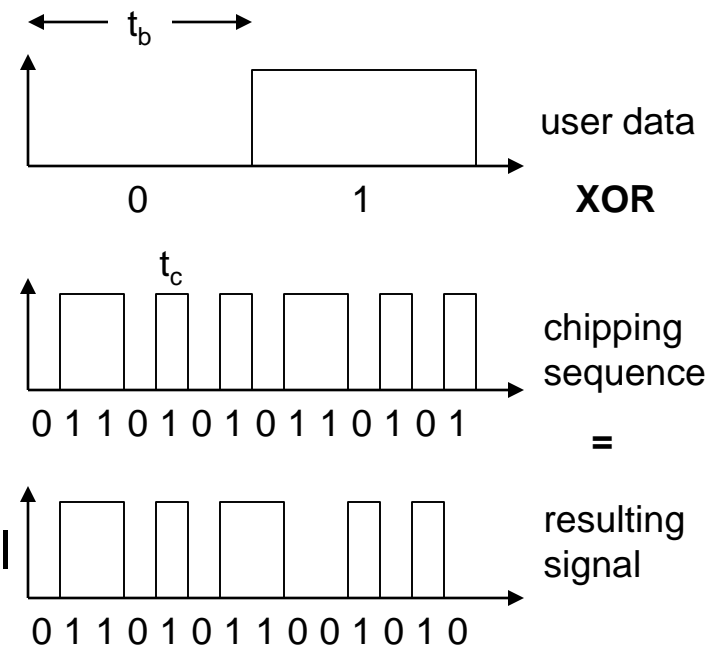 t_b
user data
0 1 XOR
t_c
chipping
sequence
0 1 1 0 1 0 1 0 1 1 0 1 0 1
=
resulting
signal
0 1 1 0 1 0 1 1 0 0 1 0 1 0